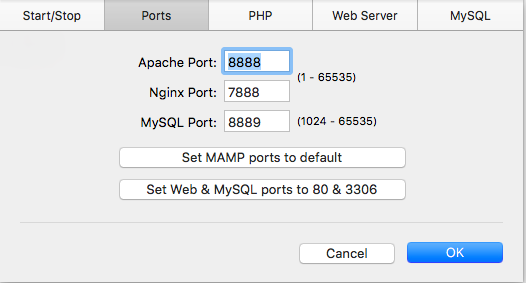 Start/Stop Ports PHP Web Server MySQL
Apache Port: 8888
(1 - 65535)
Nginx Port: 7888
MySQL Port: 8889 (1024 - 65535)
Set MAMP ports to default
Set Web & MySQL ports to 80 & 3306
Cancel OK